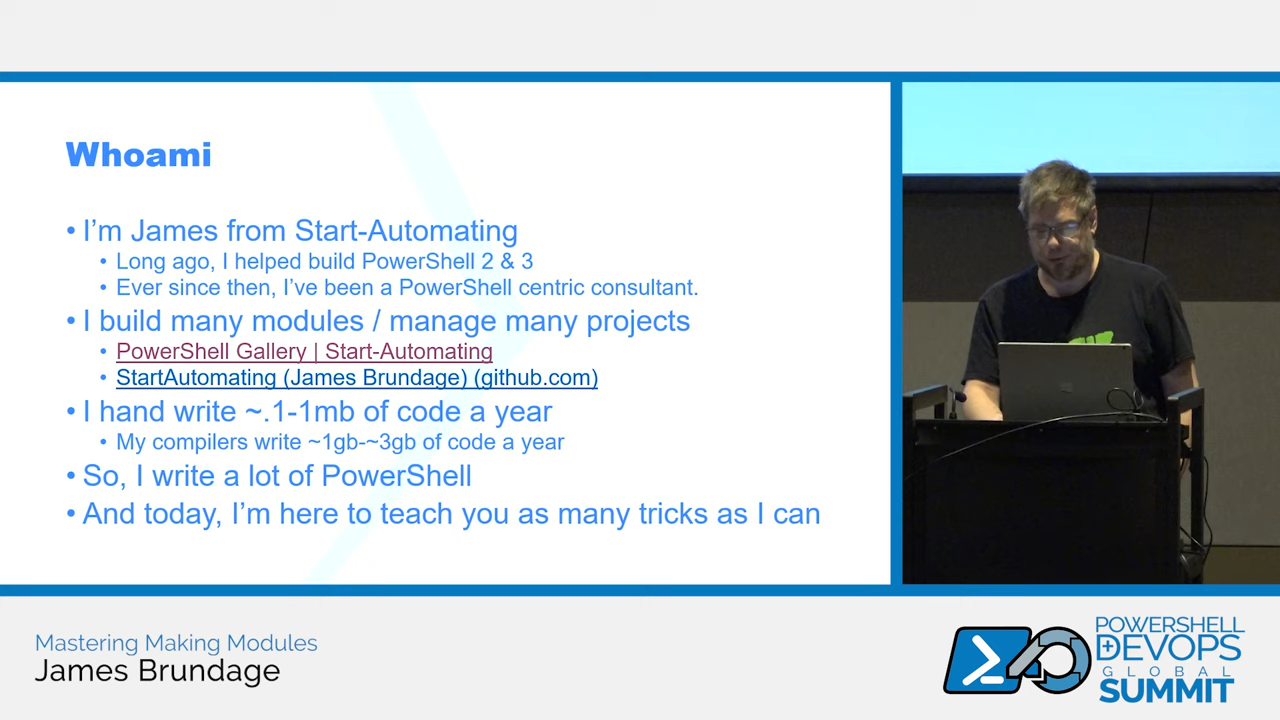 Whoami
• I’m James from Start-Automating
• Long ago, I helped build PowerShell 2 & 3
• Ever since then, I’ve been a PowerShell centric consultant.
• I build many modules / manage many projects
• PowerShell Gallery | Start-Automating
• StartAutomating (James Brundage) (github.com)
• I hand write ~.1-1mb of code a year
• My compilers write ~1gb-~3gb of code a year
• So, I write a lot of PowerShell
• And today, I’m here to teach you as many tricks as I can
Mastering Making Modules
James Brundage
POWERSHELL
DEVOPS
GLOBAL
SUMMIT